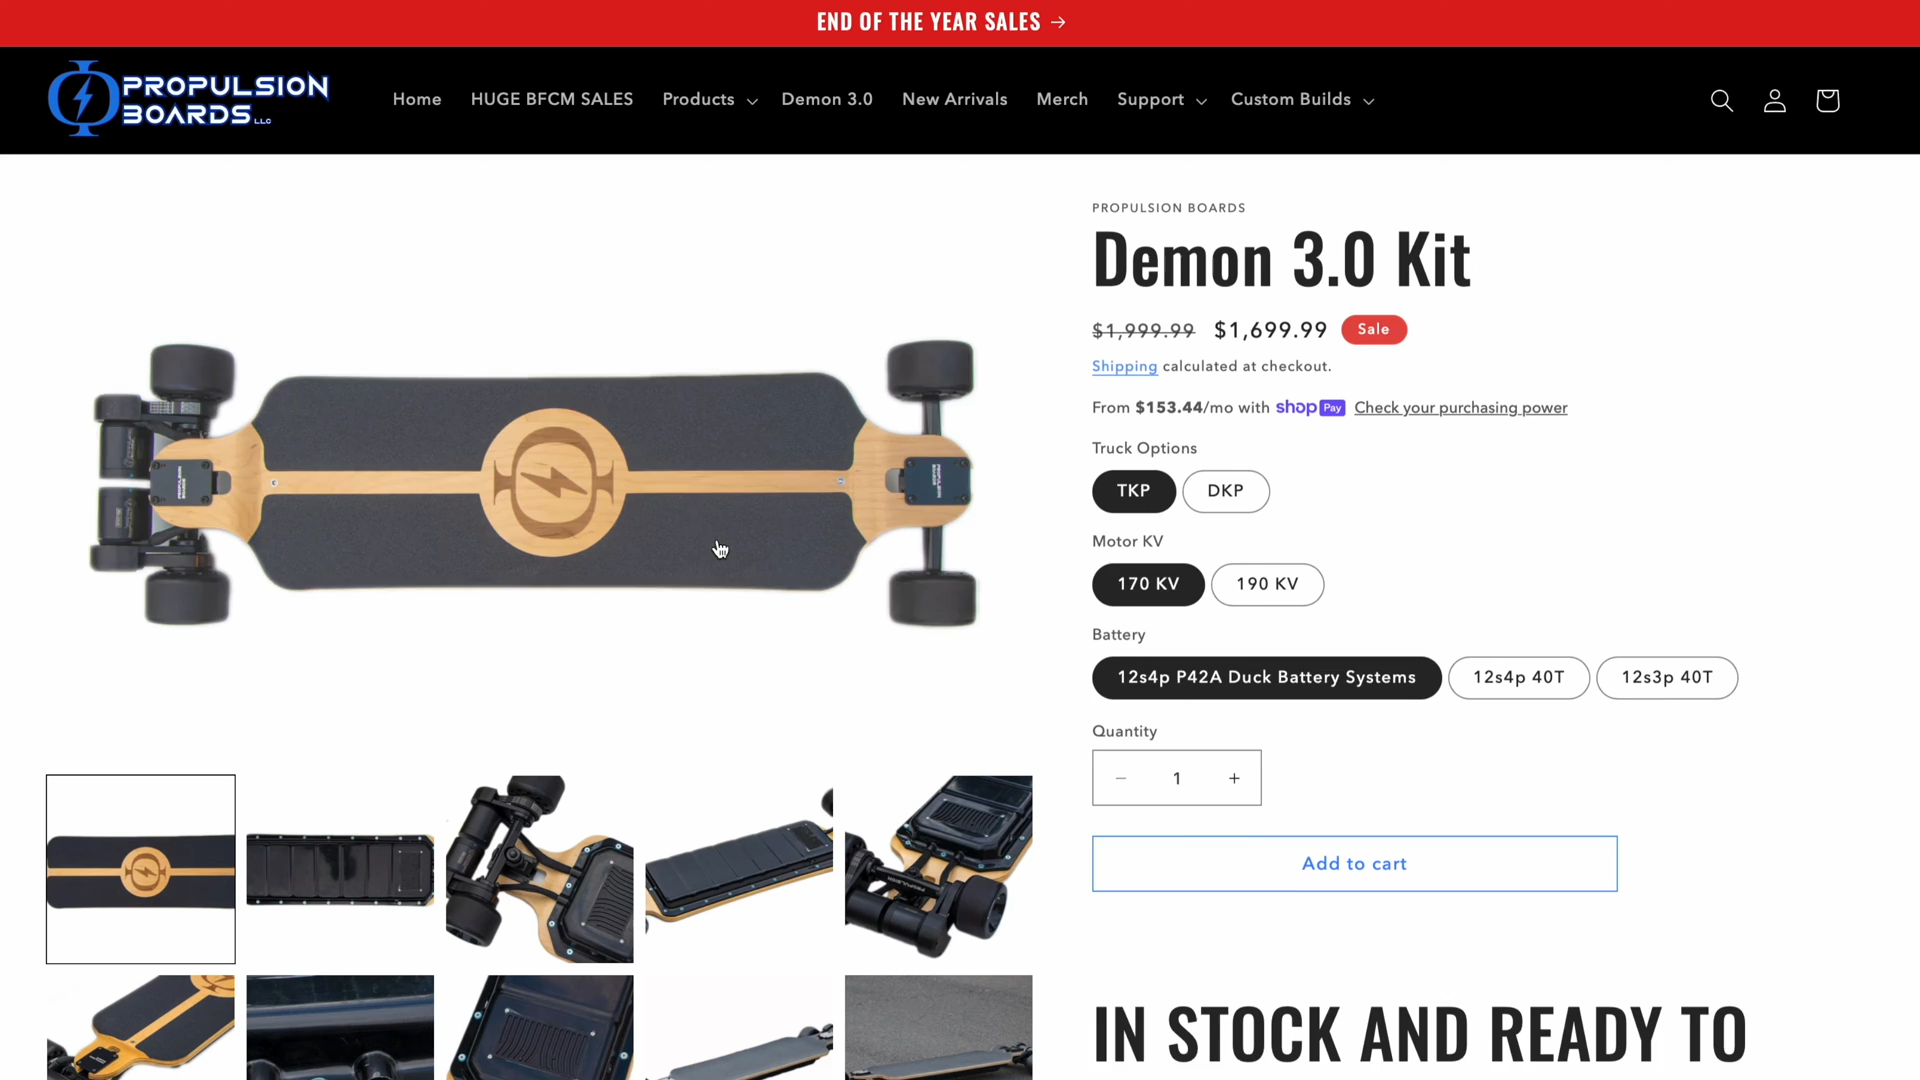 END OF THE YEAR SALES →
PROPULSION
BOARDS LLC
Home
HUGE BFCM SALES
Products
Demon 3.0
New Arrivals
Merch
Support
Custom Builds
PROPULSION BOARDS
Demon 3.0 Kit
$1,999.99 $1,699.99 Sale
Shipping calculated at checkout.
From $153.44/mo with shop Pay Check your purchasing power
Truck Options
TKP DKP
Motor KV
170 KV 190 KV
Battery
12s4p P42A Duck Battery Systems 12s4p 40T 12s3p 40T
Quantity
− 1 +
Add to cart
IN STOCK AND READY TO